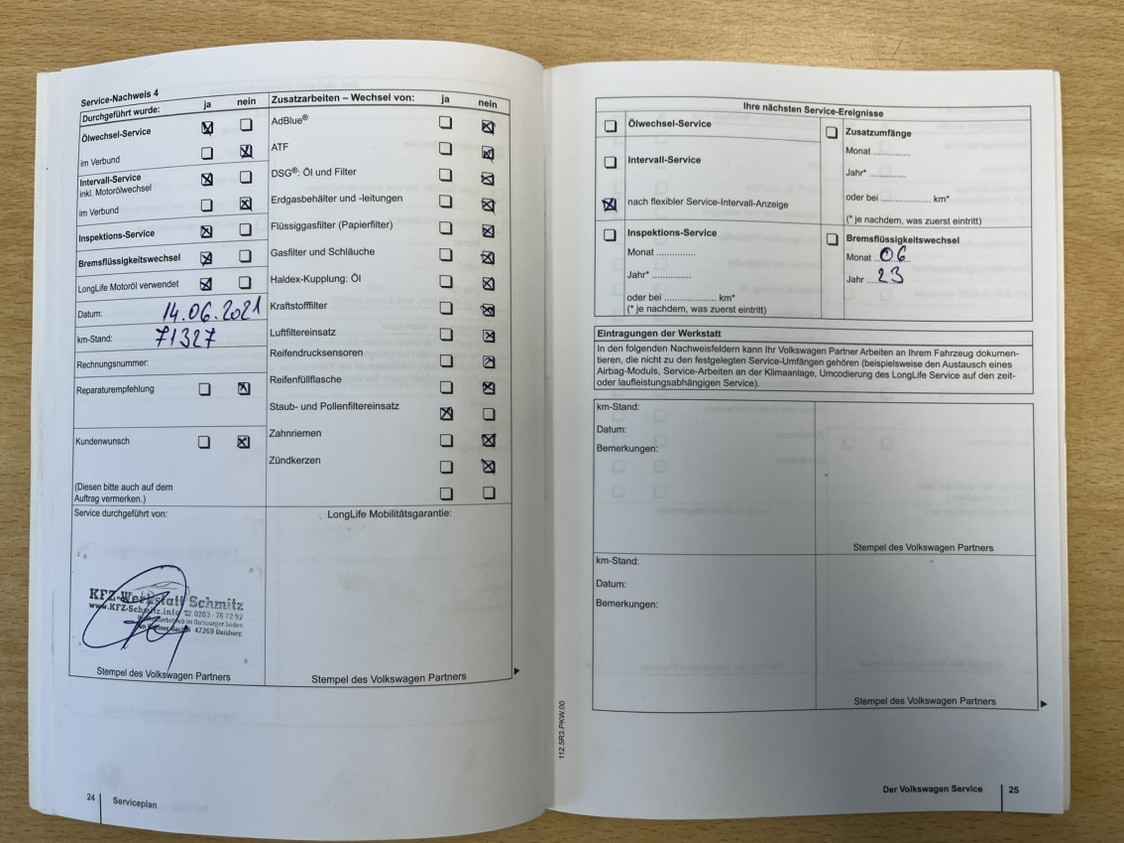 Service-Nachweis 4
Durchgeführt wurde: ja nein
Ölwechsel-Service
im Verbund
Intervall-Service
inkl. Motorölwechsel
im Verbund
Inspektions-Service
Bremsflüssigkeitswechsel
LongLife Motoröl verwendet
Datum: 14.06.2021
km-Stand: 71327
Rechnungsnummer:
Reparaturempfehlung
Kundenwunsch
(Diesen bitte auch auf dem
Auftrag vermerken.)
Zusatzarbeiten – Wechsel von: ja nein
AdBlue®
ATF
DSG®: Öl und Filter
Erdgasbehälter und -leitungen
Flüssiggasfilter (Papierfilter)
Gasfilter und Schläuche
Haldex-Kupplung: Öl
Kraftstofffilter
Luftfiltereinsatz
Reifendrucksensoren
Reifenfüllflasche
Staub- und Pollenfiltereinsatz
Zahnriemen
Zündkerzen
Service durchgeführt von:
KFZ-Werkstatt Schmitz
www.KFZ-Schmitz.info ☎ 0203 - 76 72 92
47269 Duisburg
Stempel des Volkswagen Partners
LongLife Mobilitätsgarantie:
Stempel des Volkswagen Partners
24 Serviceplan
Ihre nächsten Service-Ereignisse
Ölwechsel-Service
Intervall-Service
nach flexibler Service-Intervall-Anzeige
Inspektions-Service
Monat ..............
Jahr* .............
oder bei .................... km*
(* je nachdem, was zuerst eintritt)
Zusatzumfänge
Monat .............
Jahr* .............
oder bei .................... km*
(* je nachdem, was zuerst eintritt)
Bremsflüssigkeitswechsel
Monat 06
Jahr 23
Eintragungen der Werkstatt
In den folgenden Nachweisfeldern kann Ihr Volkswagen Partner Arbeiten an Ihrem Fahrzeug dokumen-
tieren, die nicht zu den festgelegten Service-Umfängen gehören (beispielsweise den Austausch eines
Airbag-Moduls, Service-Arbeiten an der Klimaanlage, Umcodierung des LongLife Service auf den zeit-
oder laufleistungsabhängigen Service).
km-Stand:
Datum:
Bemerkungen:
Stempel des Volkswagen Partners
km-Stand:
Datum:
Bemerkungen:
Stempel des Volkswagen Partners
112.5R3.PKW.00
Der Volkswagen Service 25